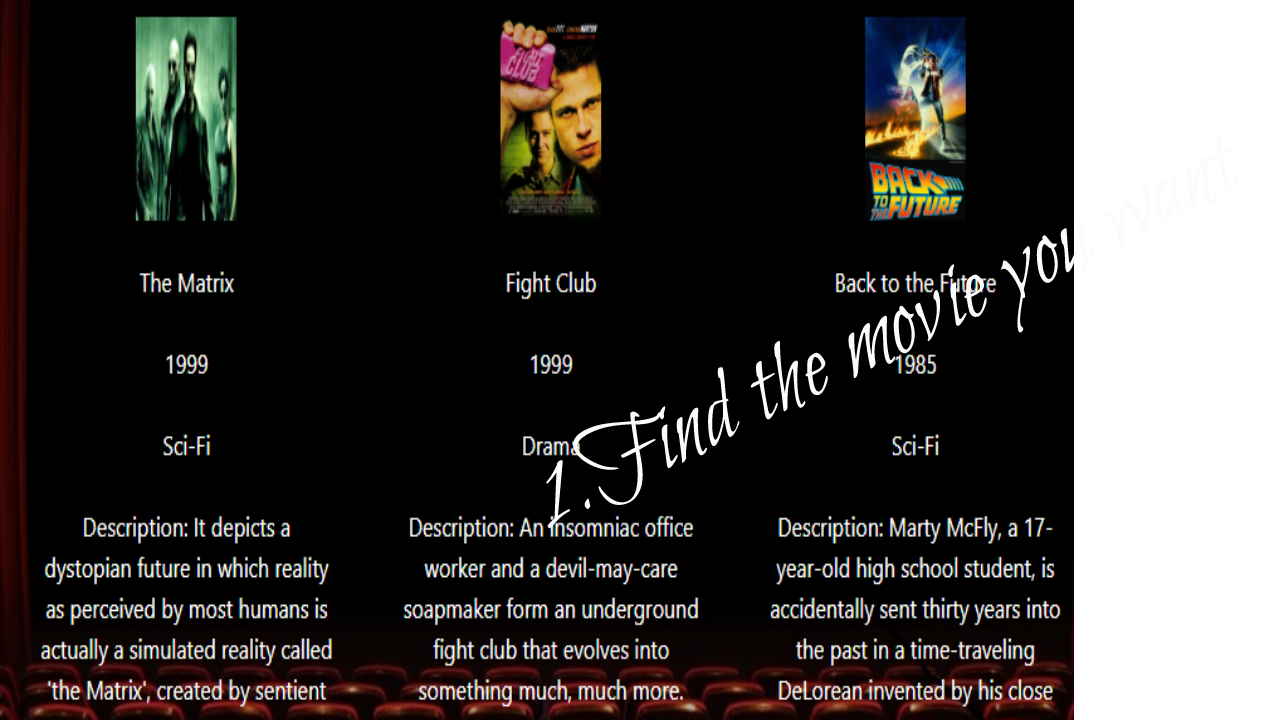 FIGHT CLUB
BACK
TO THE FUTURE
The Matrix
Fight Club
Back to the Future
1999
1999
1985
Sci-Fi
Drama
Sci-Fi
1.Find the movie you want
Description: It depicts a
dystopian future in which reality
as perceived by most humans is
actually a simulated reality called
'the Matrix', created by sentient
Description: An insomniac office
worker and a devil-may-care
soapmaker form an underground
fight club that evolves into
something much, much more.
Description: Marty McFly, a 17-
year-old high school student, is
accidentally sent thirty years into
the past in a time-traveling
DeLorean invented by his close